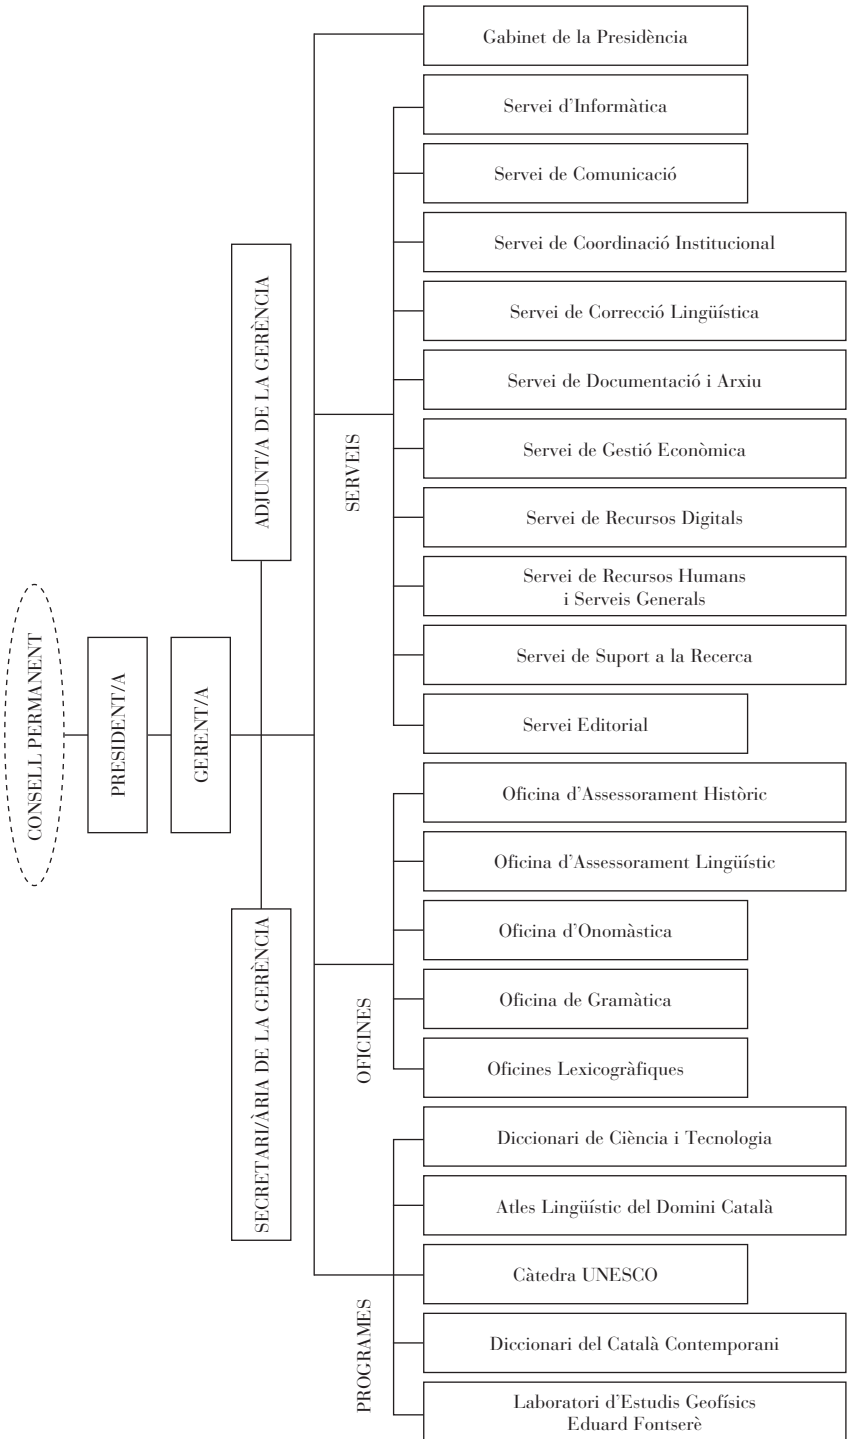 CONSELL PERMANENT
PRESIDENT/A
GERENT/A
ADJUNT/A DE LA GERÈNCIA
SECRETARI/ÀRIA DE LA GERÈNCIA
Gabinet de la Presidència
SERVEIS
Servei d'Informàtica
Servei de Comunicació
Servei de Coordinació Institucional
Servei de Correcció Lingüística
Servei de Documentació i Arxiu
Servei de Gestió Econòmica
Servei de Recursos Digitals
Servei de Recursos Humans
i Serveis Generals
Servei de Suport a la Recerca
Servei Editorial
OFICINES
Oficina d'Assessorament Històric
Oficina d'Assessorament Lingüístic
Oficina d'Onomàstica
Oficina de Gramàtica
Oficines Lexicogràfiques
PROGRAMES
Diccionari de Ciència i Tecnologia
Atles Lingüístic del Domini Català
Càtedra UNESCO
Diccionari del Català Contemporani
Laboratori d'Estudis Geofísics
Eduard Fontserè